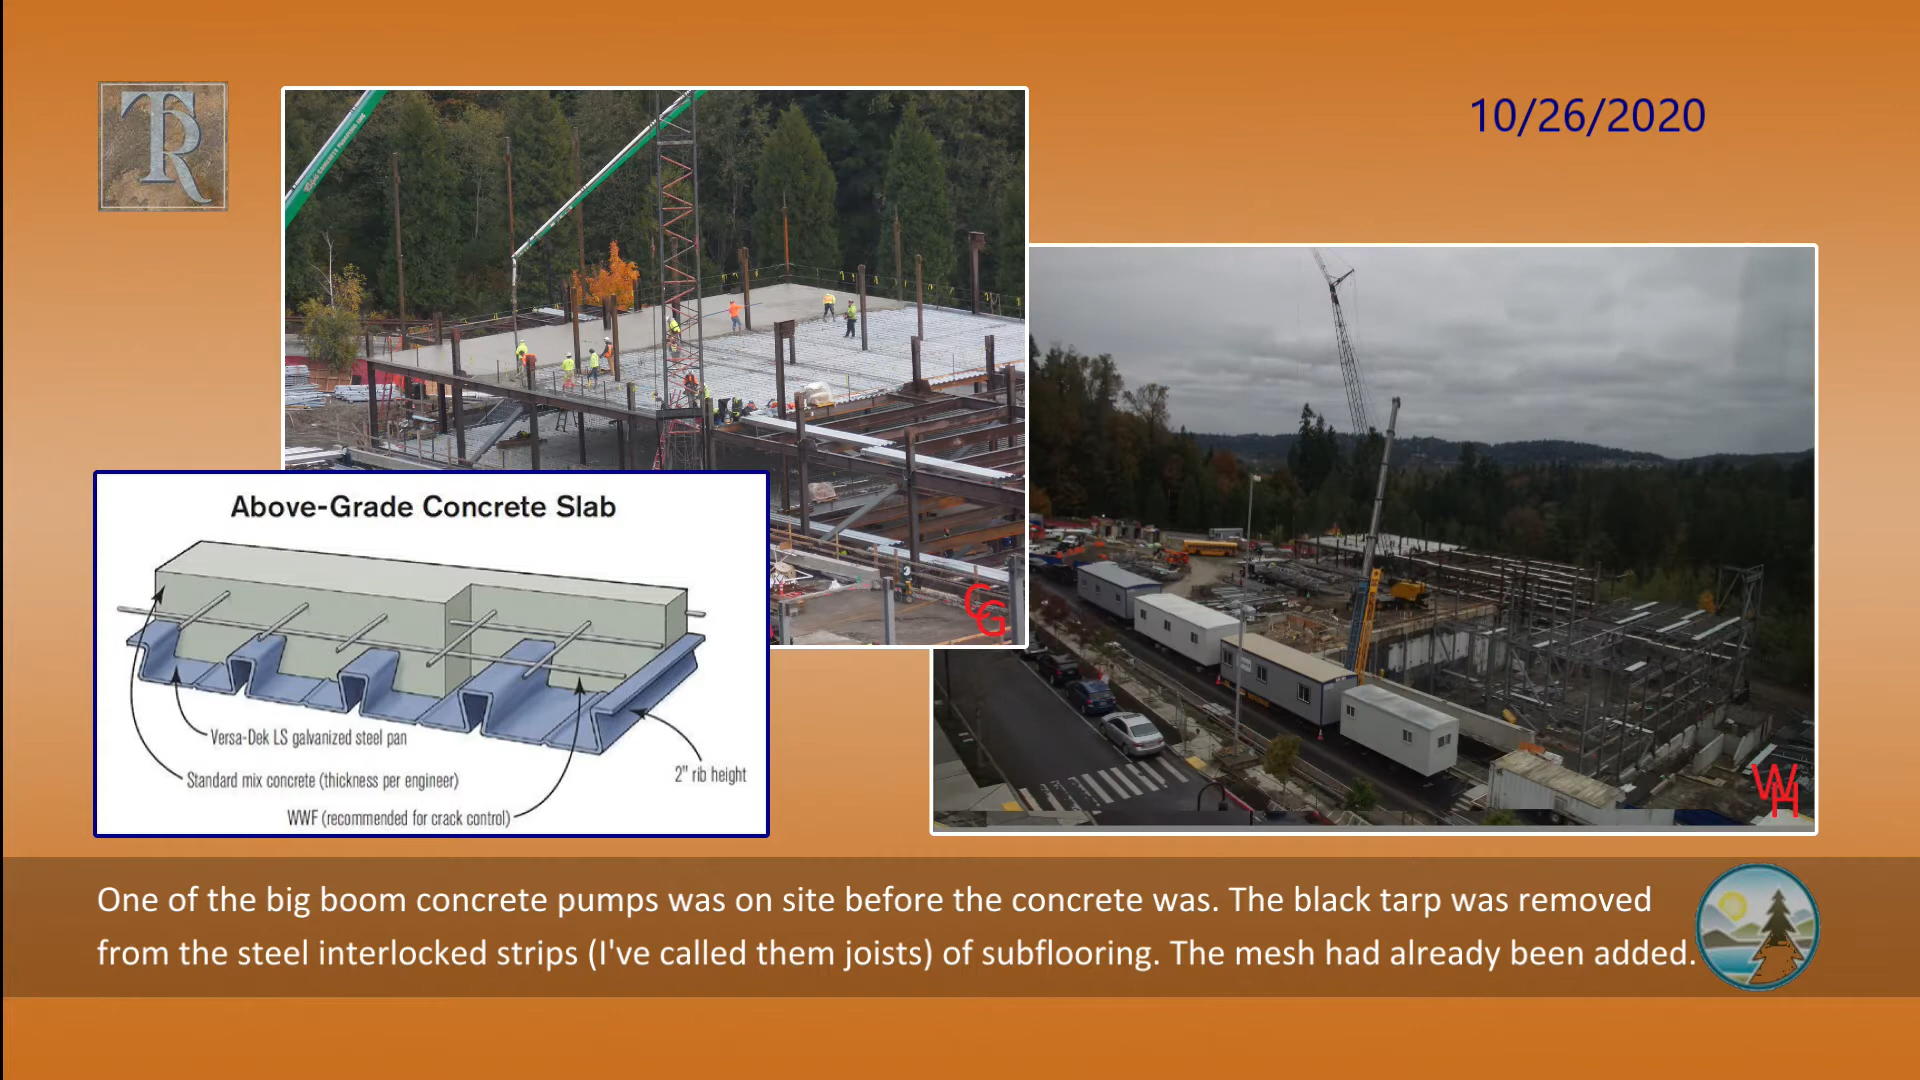 TR
10/26/2020
CG
Above-Grade Concrete Slab
Versa-Dek LS galvanized steel pan
Standard mix concrete (thickness per engineer)
2" rib height
WWF (recommended for crack control)
WH
One of the big boom concrete pumps was on site before the concrete was. The black tarp was removed
from the steel interlocked strips (I've called them joists) of subflooring. The mesh had already been added.